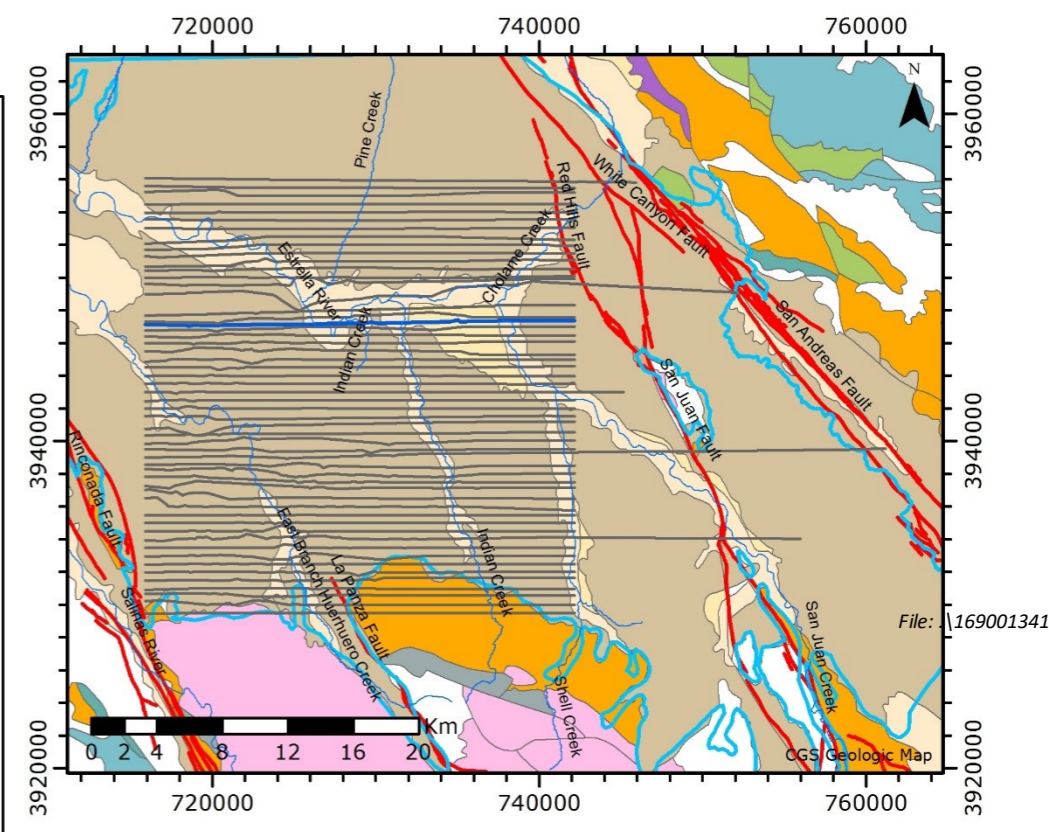 720000 740000 760000
3960000
3960000
N
Pine Creek
White Canyon Fault
Red Hills Fault
Cholame Creek
Estrella River
Indian Creek
San Andreas Fault
San Juan Fault
3940000
3940000
Rinconada Fault
East Branch Huerhuero Creek
La Panza Fault
Indian Creek
Salinas River
San Juan Creek
File: .\169001341
Shell Creek
Km
0 2 4 8 12 16 20
CGS Geologic Map
3920000
3920000
720000 740000 760000